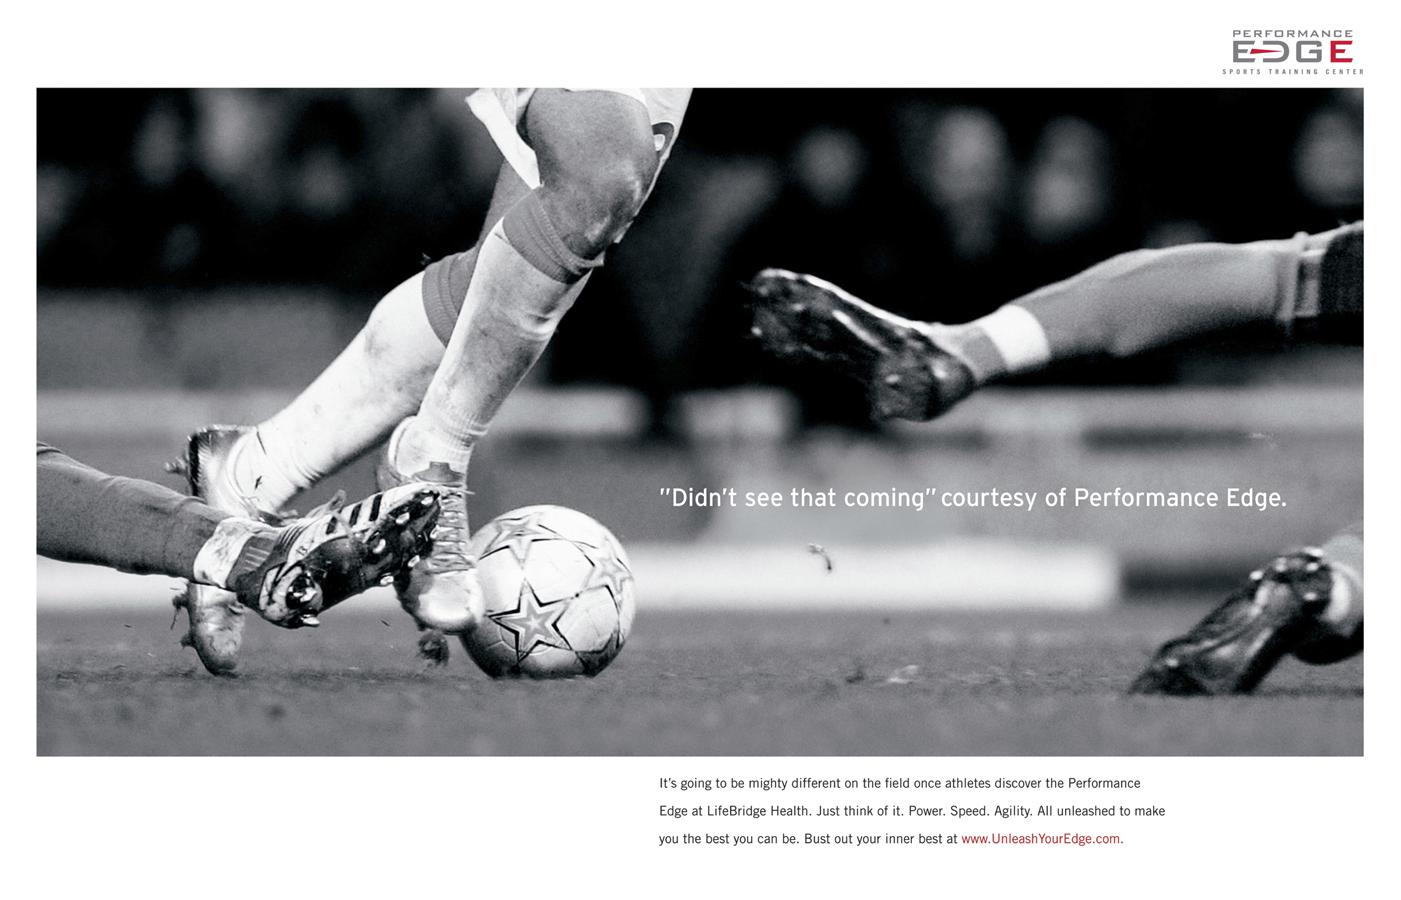 PERFORMANCE
EDGE
SPORTS TRAINING CENTER
"Didn't see that coming" courtesy of Performance Edge.
It's going to be mighty different on the field once athletes discover the Performance
Edge at LifeBridge Health. Just think of it. Power. Speed. Agility. All unleashed to make
you the best you can be. Bust out your inner best at www.UnleashYourEdge.com.